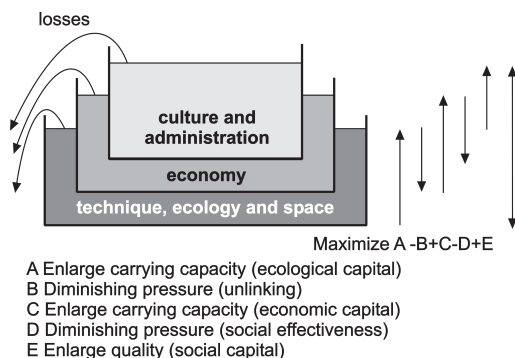 losses
culture and
administration
economy
technique, ecology and space
Maximize A -B+C-D+E
A Enlarge carrying capacity (ecological capital)
B Diminishing pressure (unlinking)
C Enlarge carrying capacity (economic capital)
D Diminishing pressure (social effectiveness)
E Enlarge quality (social capital)